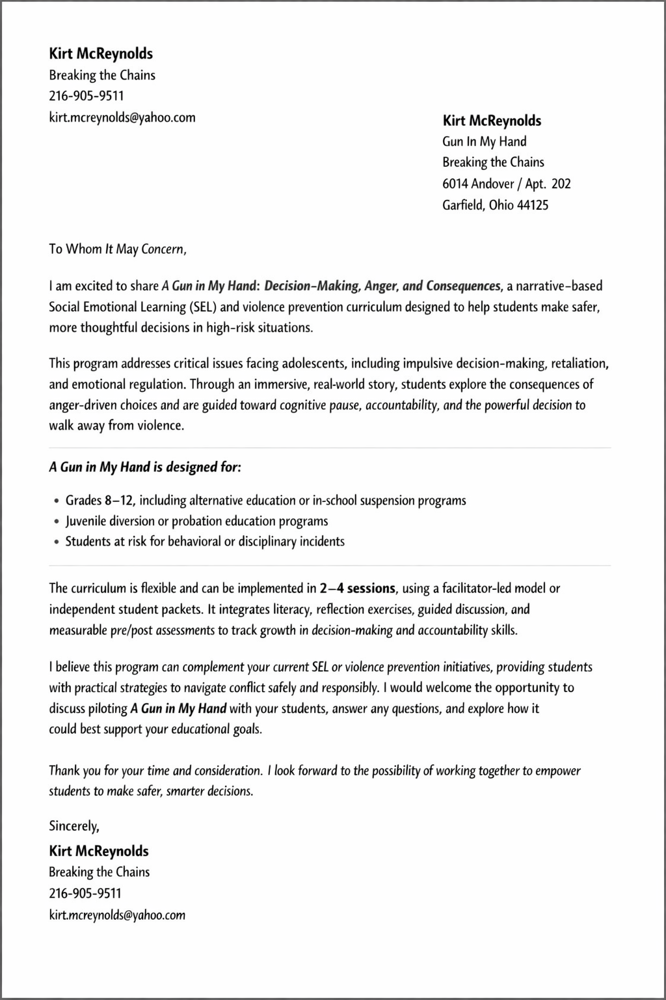 Kirt McReynolds
Breaking the Chains
216-905-9511
kirt.mcreynolds@yahoo.com
Kirt McReynolds
Gun In My Hand
Breaking the Chains
6014 Andover / Apt. 202
Garfield, Ohio 44125
To Whom It May Concern,
I am excited to share A Gun in My Hand: Decision-Making, Anger, and Consequences, a narrative-based
Social Emotional Learning (SEL) and violence prevention curriculum designed to help students make safer,
more thoughtful decisions in high-risk situations.
This program addresses critical issues facing adolescents, including impulsive decision-making, retaliation,
and emotional regulation. Through an immersive, real-world story, students explore the consequences of
anger-driven choices and are guided toward cognitive pause, accountability, and the powerful decision to
walk away from violence.
A Gun in My Hand is designed for:
• Grades 8–12, including alternative education or in-school suspension programs
• Juvenile diversion or probation education programs
• Students at risk for behavioral or disciplinary incidents
The curriculum is flexible and can be implemented in 2–4 sessions, using a facilitator-led model or
independent student packets. It integrates literacy, reflection exercises, guided discussion, and
measurable pre/post assessments to track growth in decision-making and accountability skills.
I believe this program can complement your current SEL or violence prevention initiatives, providing students
with practical strategies to navigate conflict safely and responsibly. I would welcome the opportunity to
discuss piloting A Gun in My Hand with your students, answer any questions, and explore how it
could best support your educational goals.
Thank you for your time and consideration. I look forward to the possibility of working together to empower
students to make safer, smarter decisions.
Sincerely,
Kirt McReynolds
Breaking the Chains
216-905-9511
kirt.mcreynolds@yahoo.com